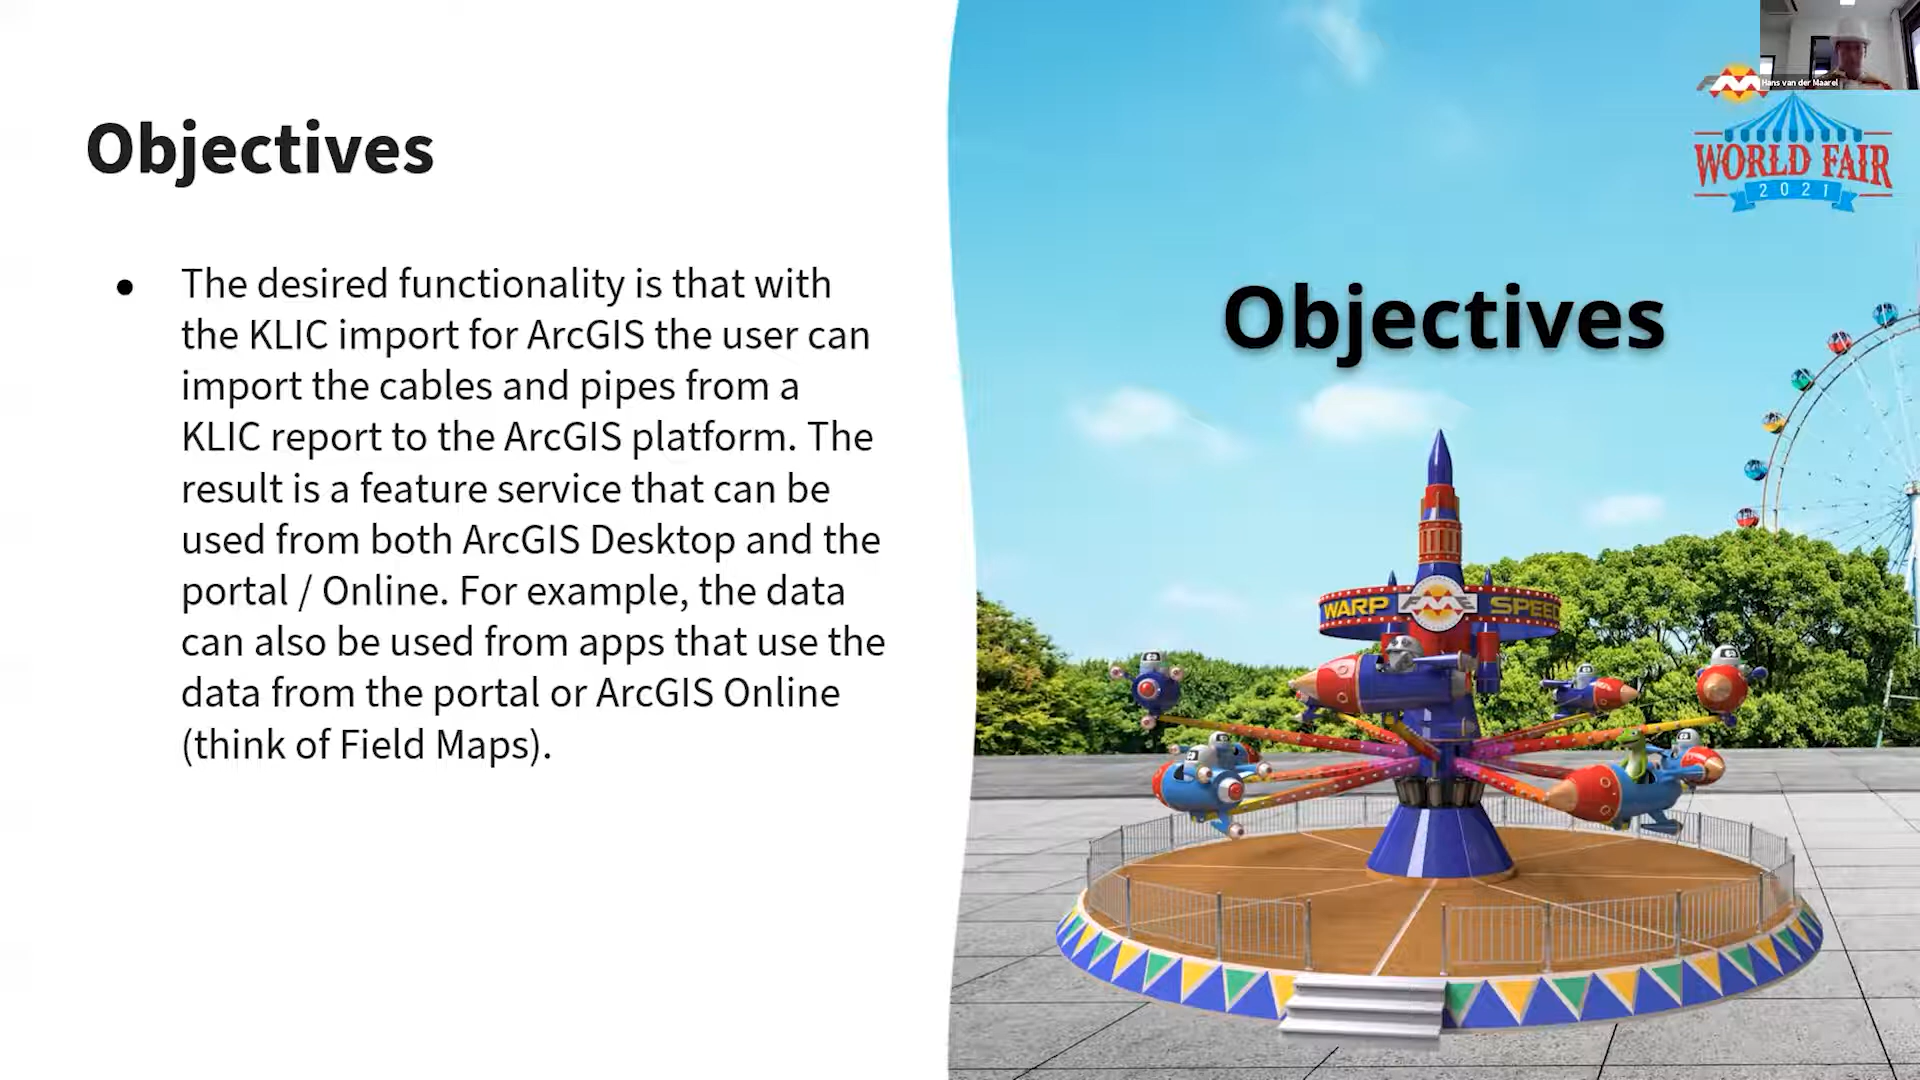 Objectives
● The desired functionality is that with
the KLIC import for ArcGIS the user can
import the cables and pipes from a
KLIC report to the ArcGIS platform. The
result is a feature service that can be
used from both ArcGIS Desktop and the
portal / Online. For example, the data
can also be used from apps that use the
data from the portal or ArcGIS Online
(think of Field Maps).
Hans van der Maarel
FME
WORLD FAIR
2021
Objectives
WARP FME SPEED